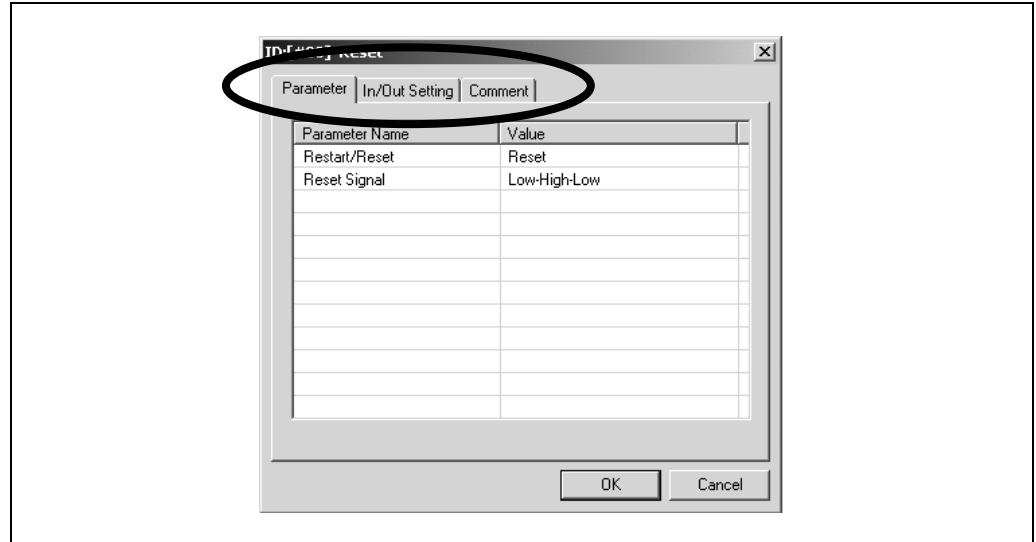 Reset
Parameter In/Out Setting Comment
Parameter Name Value
Restart/Reset Reset
Reset Signal Low-High-Low
OK Cancel